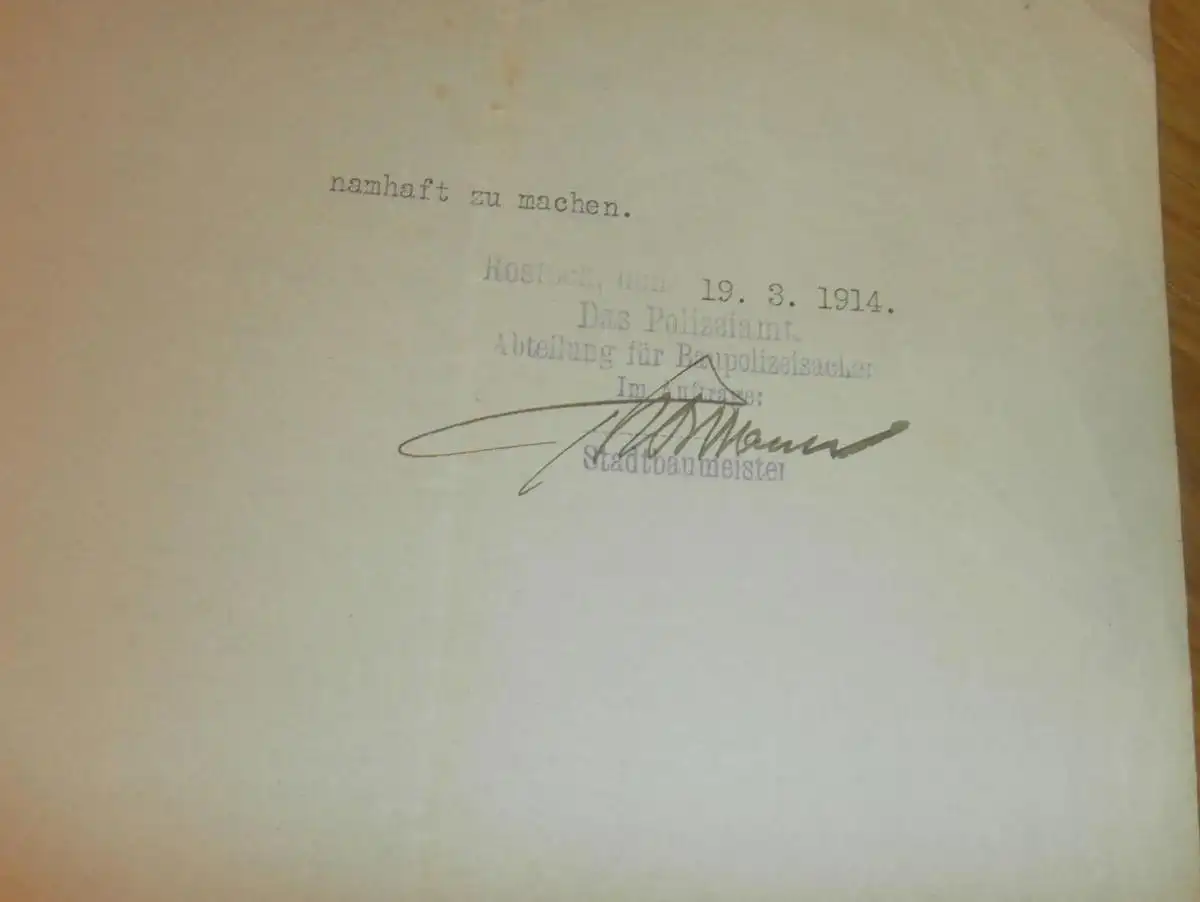 namhaft zu machen.
Rostock, den 19. 3. 1914.
Das Polizeiamt.
Abteilung für Baupolizeisachen
Im Auftrage:
Stadtbaumeister